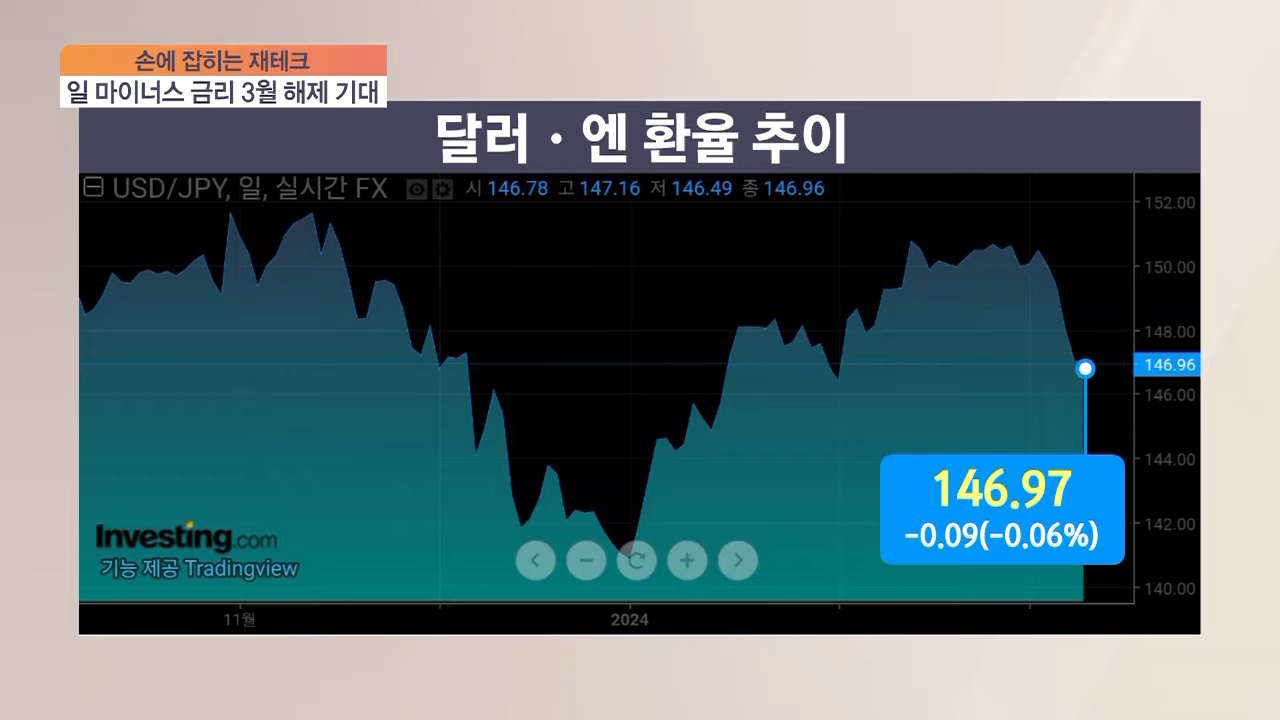 손에 잡히는 재테크
일 마이너스 금리 3월 해제 기대
달러·엔 환율 추이
USD/JPY, 일, 실시간 FX 시 146.78 고 147.16 저 146.49 종 146.96
152.00
150.00
148.00
146.96
146.00
144.00
142.00
140.00
146.97
-0.09(-0.06%)
Investing.com
기능 제공 Tradingview
11월 2024